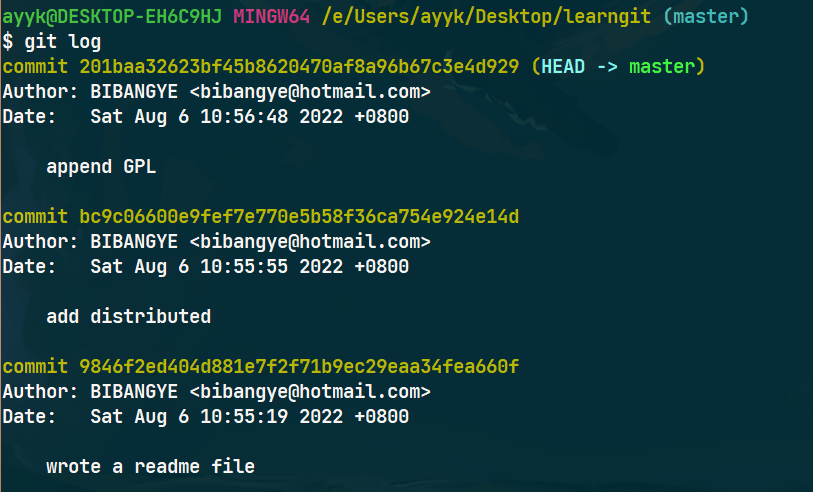 ayyk@DESKTOP-EH6C9HJ MINGW64 /e/Users/ayyk/Desktop/learngit (master)
$ git log
commit 201baa32623bf45b8620470af8a96b67c3e4d929 (HEAD -> master)
Author: BIBANGYE <bibangye@hotmail.com>
Date:   Sat Aug 6 10:56:48 2022 +0800
    append GPL
commit bc9c06600e9fef7e770e5b58f36ca754e924e14d
Author: BIBANGYE <bibangye@hotmail.com>
Date:   Sat Aug 6 10:55:55 2022 +0800
    add distributed
commit 9846f2ed404d881e7f2f71b9ec29eaa34fea660f
Author: BIBANGYE <bibangye@hotmail.com>
Date:   Sat Aug 6 10:55:19 2022 +0800
    wrote a readme file